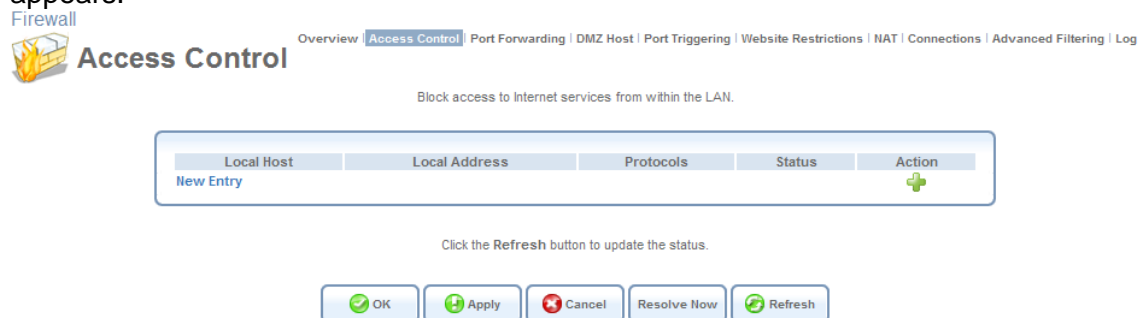 appears.
Firewall
Access Control
Overview | Access Control | Port Forwarding | DMZ Host | Port Triggering | Website Restrictions | NAT | Connections | Advanced Filtering | Log
Block access to Internet services from within the LAN.
Local Host Local Address Protocols Status Action
New Entry
Click the Refresh button to update the status.
OK Apply Cancel Resolve Now Refresh